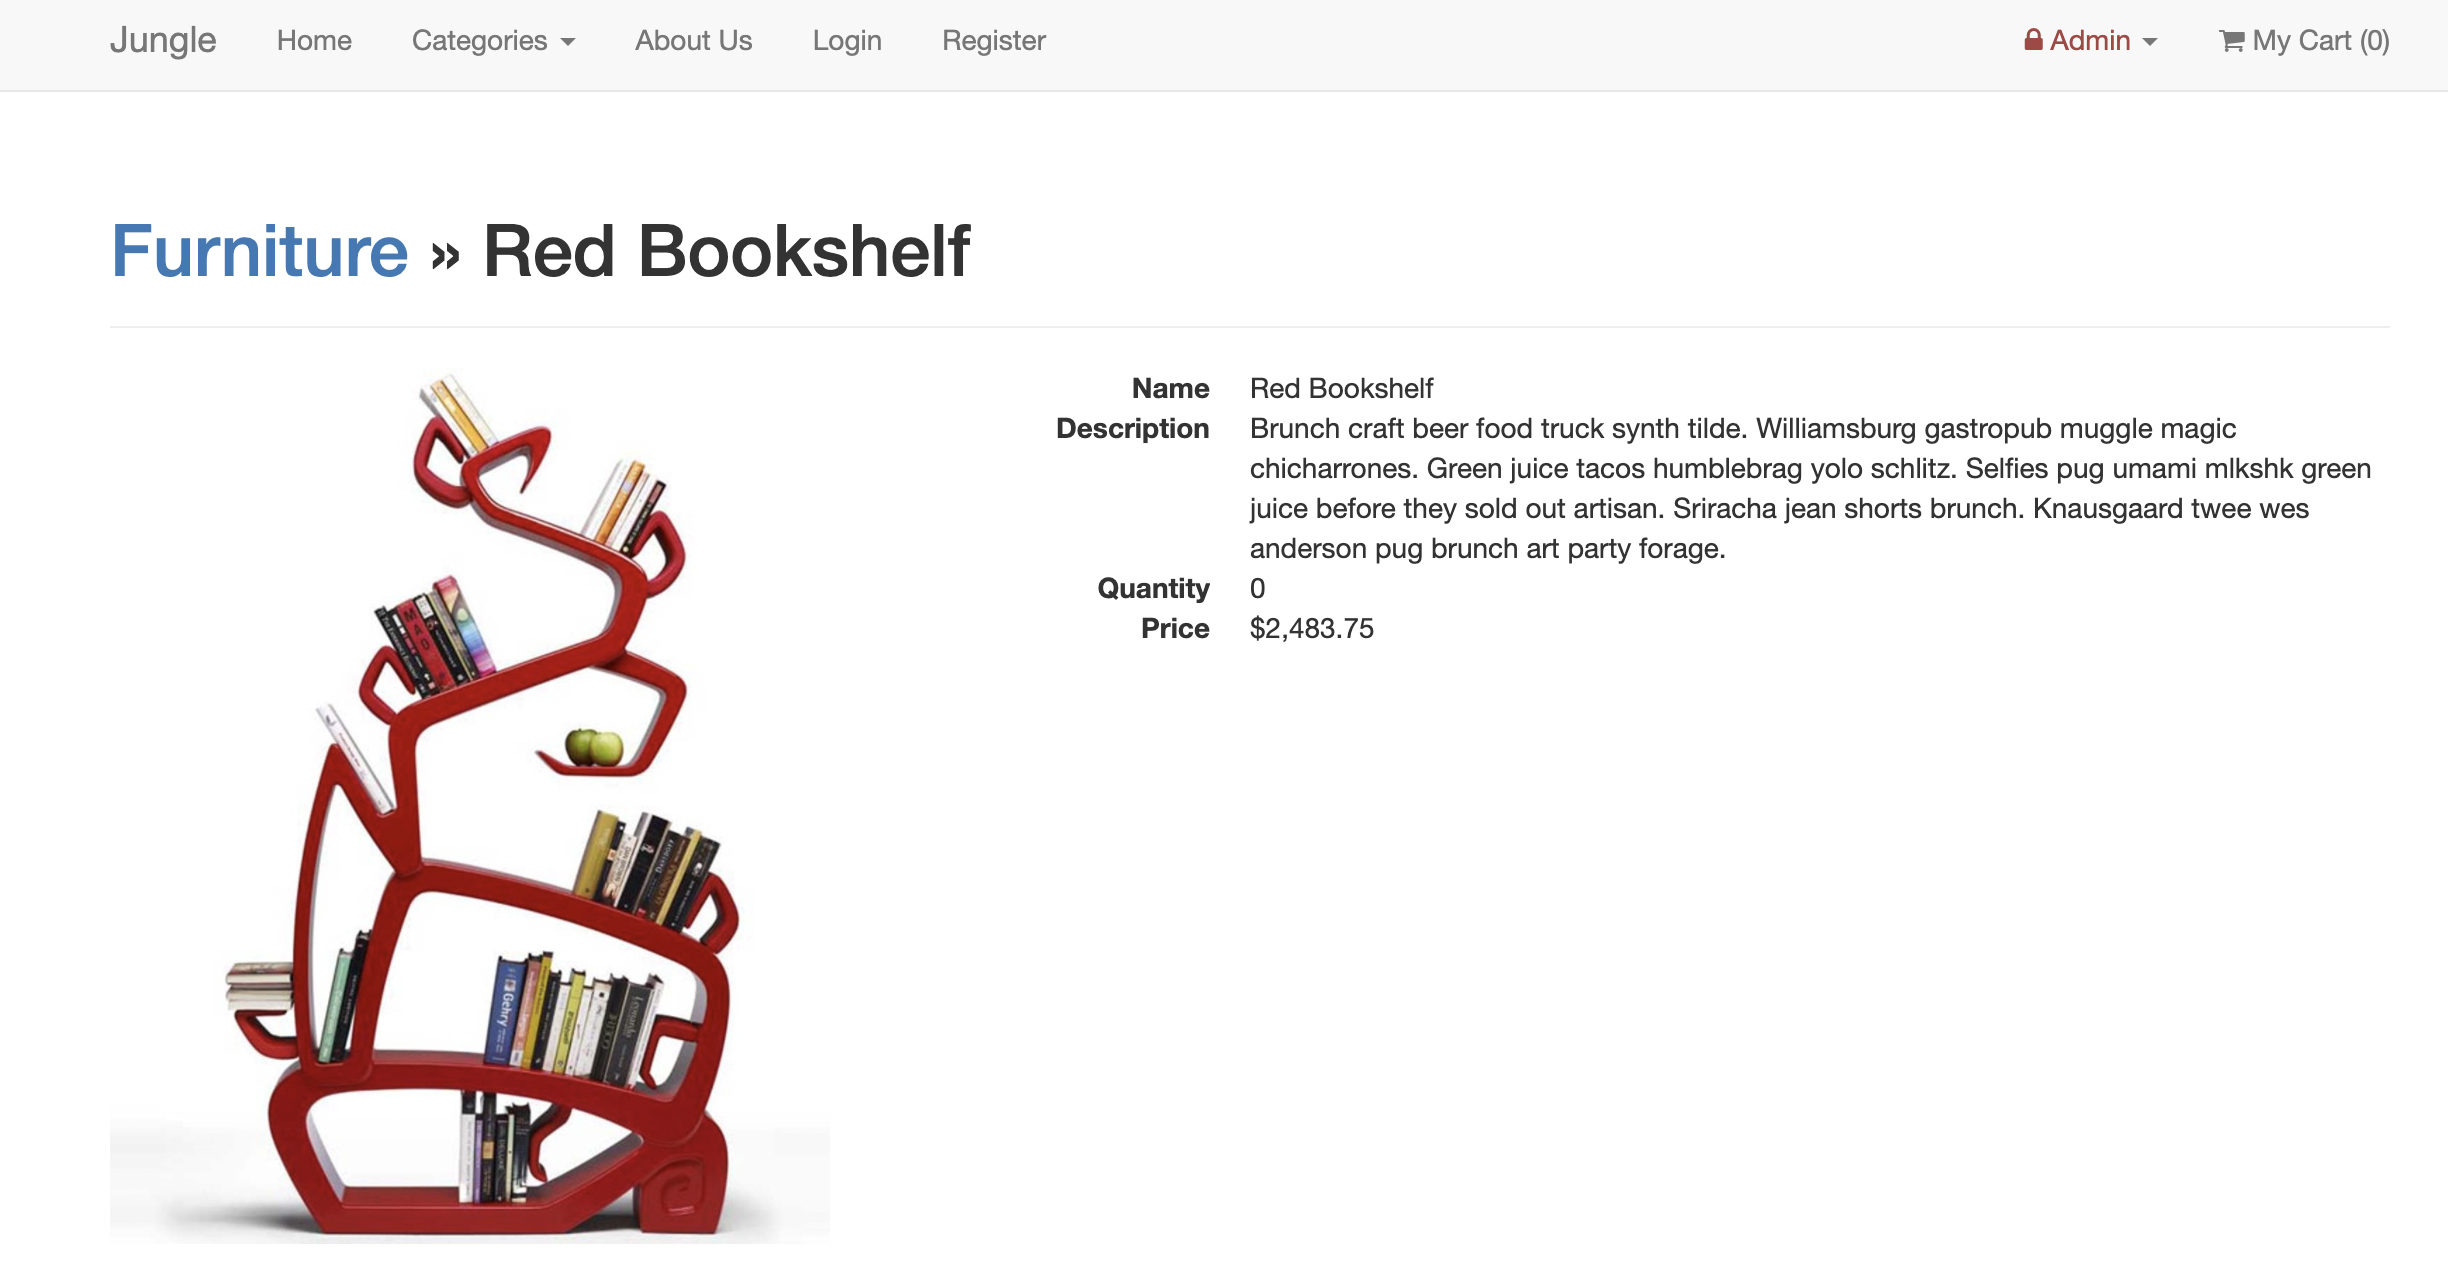 Jungle Home Categories About Us Login Register Admin My Cart (0)
Furniture » Red Bookshelf
Name Red Bookshelf
Description Brunch craft beer food truck synth tilde. Williamsburg gastropub muggle magic
chicharrones. Green juice tacos humblebrag yolo schlitz. Selfies pug umami mlkshk green
juice before they sold out artisan. Sriracha jean shorts brunch. Knausgaard twee wes
anderson pug brunch art party forage.
Quantity 0
Price $2,483.75
MAD
Gehry